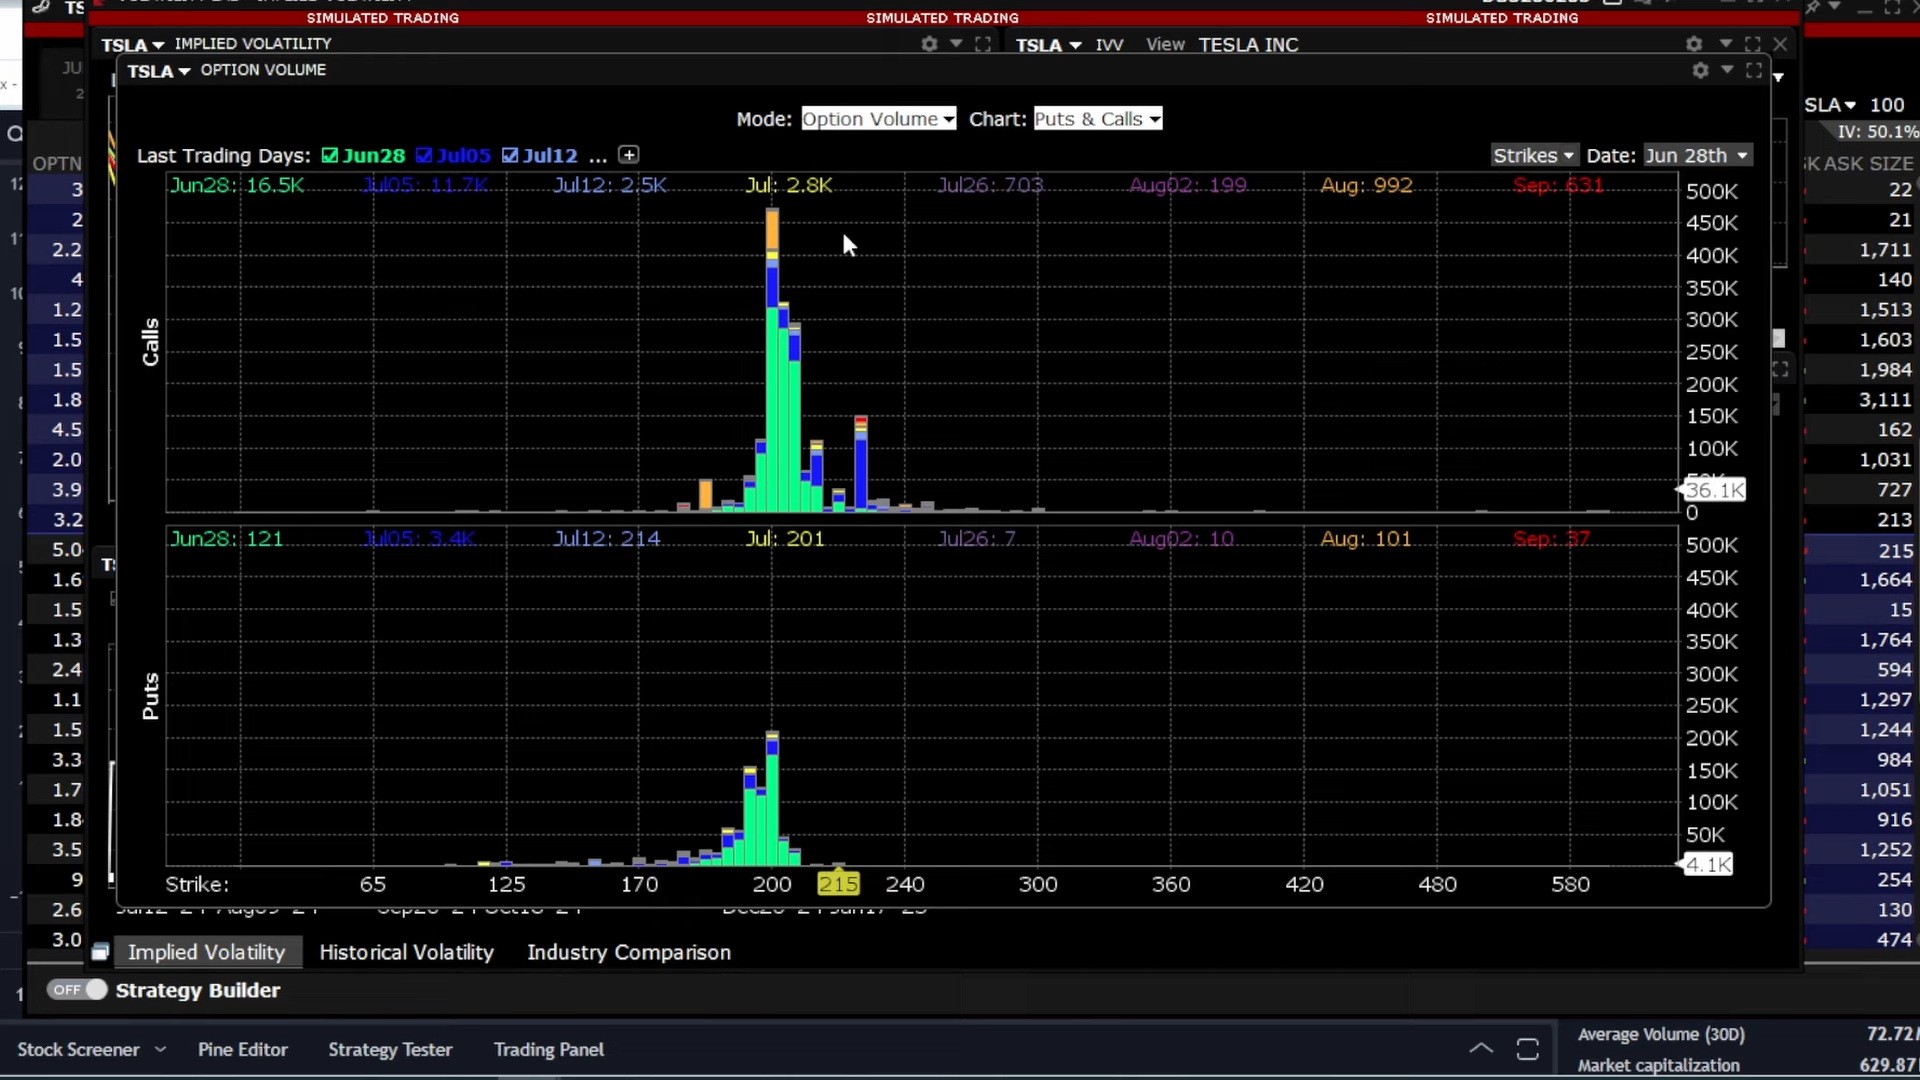 SIMULATED TRADING SIMULATED TRADING SIMULATED TRADING
TSLA IMPLIED VOLATILITY TSLA IVV View TESLA INC
TSLA OPTION VOLUME
SLA 100
Mode: Option Volume Chart: Puts & Calls
IV: 50.1%
Last Trading Days: Jun28 Jul05 Jul12 ... + Strikes Date: Jun 28th
OPTN ASK SIZE
Jun28: 16.5K Jul05: 11.7K Jul12: 2.5K Jul: 2.8K Jul26: 703 Aug02: 199 Aug: 992 Sep: 631
500K
450K
400K
350K
300K
250K
200K
150K
100K
36.1K
0
Calls
Jun28: 121 Jul05: 3.4K Jul12: 214 Jul: 201 Jul26: 7 Aug02: 10 Aug: 101 Sep: 37
500K
450K
400K
350K
300K
250K
200K
150K
100K
50K
4.1K
Puts
Strike: 65 125 170 200 215 240 300 360 420 480 580
3
2
2.2
4
1.2
1.5
1.5
1.8
4.5
2.0
3.9
3.2
5.0
1.6
1.5
1.3
2.4
1.1
1.5
3.3
1.7
1.8
3.5
9
2.6
3.0
22
21
1,711
140
1,513
1,603
1,984
3,111
162
1,031
727
213
215
1,664
15
1,764
594
1,297
1,244
984
1,051
916
1,252
254
130
474
Implied Volatility Historical Volatility Industry Comparison
OFF Strategy Builder
Stock Screener Pine Editor Strategy Tester Trading Panel
Average Volume (30D) 72.72
Market capitalization 629.87